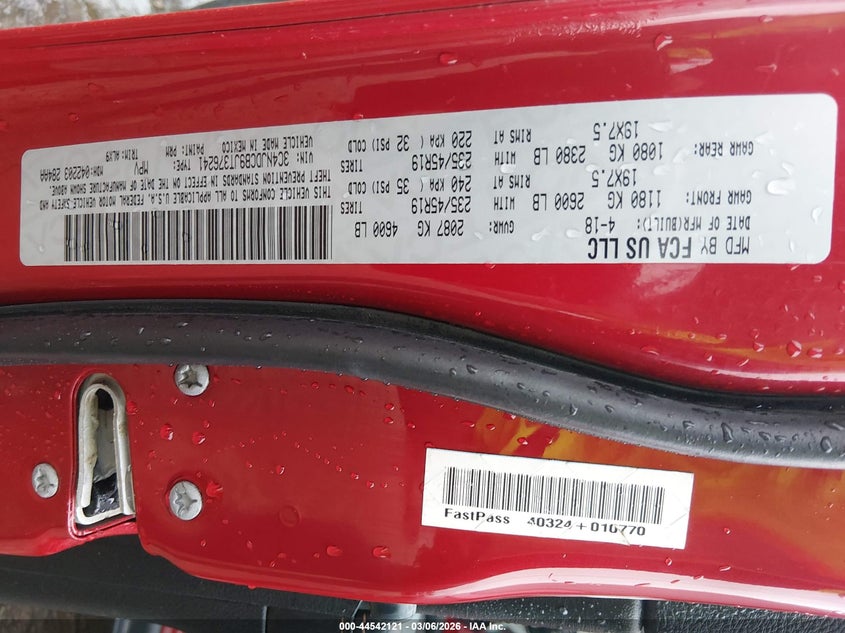 MFD BY FCA US LLC
DATE OF MFR(BUILT): 4-18
GVWR: 2087 KG 4600 LB
GAWR FRONT: 1180 KG 2600 LB WITH 235/45R19 TIRES
19X7.5 RIMS AT 240 KPA ( 35 PSI) COLD
GAWR REAR: 1080 KG 2380 LB WITH 235/45R19 TIRES
19X7.5 RIMS AT 220 KPA ( 32 PSI) COLD
THIS VEHICLE CONFORMS TO ALL APPLICABLE U.S.A. FEDERAL MOTOR VEHICLE SAFETY AND
THEFT PREVENTION STANDARDS IN EFFECT ON THE DATE OF MANUFACTURE SHOWN ABOVE.
VIN: 3C4NJDCB9JT376241 TYPE: MPV
VEHICLE MADE IN MEXICO PAINT: PRM TRIM: ALX9
MDH: 042203 204AA
FastPass 40324+010770
000-44542121 | 03/06/2026 - IAA, Inc.